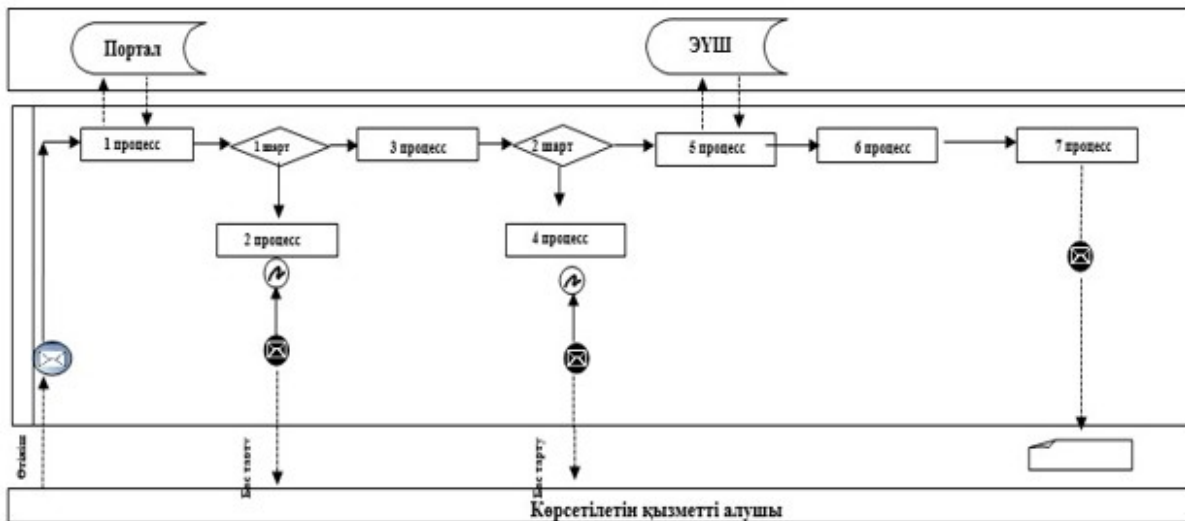 Портал
ЭҮШ
1 процесс
1 шарт
3 процесс
2 шарт
5 процесс
6 процесс
7 процесс
2 процесс
4 процесс
Өтініш
Бас тарту
Бас тарту
Көрсетілетін қызметті алушы